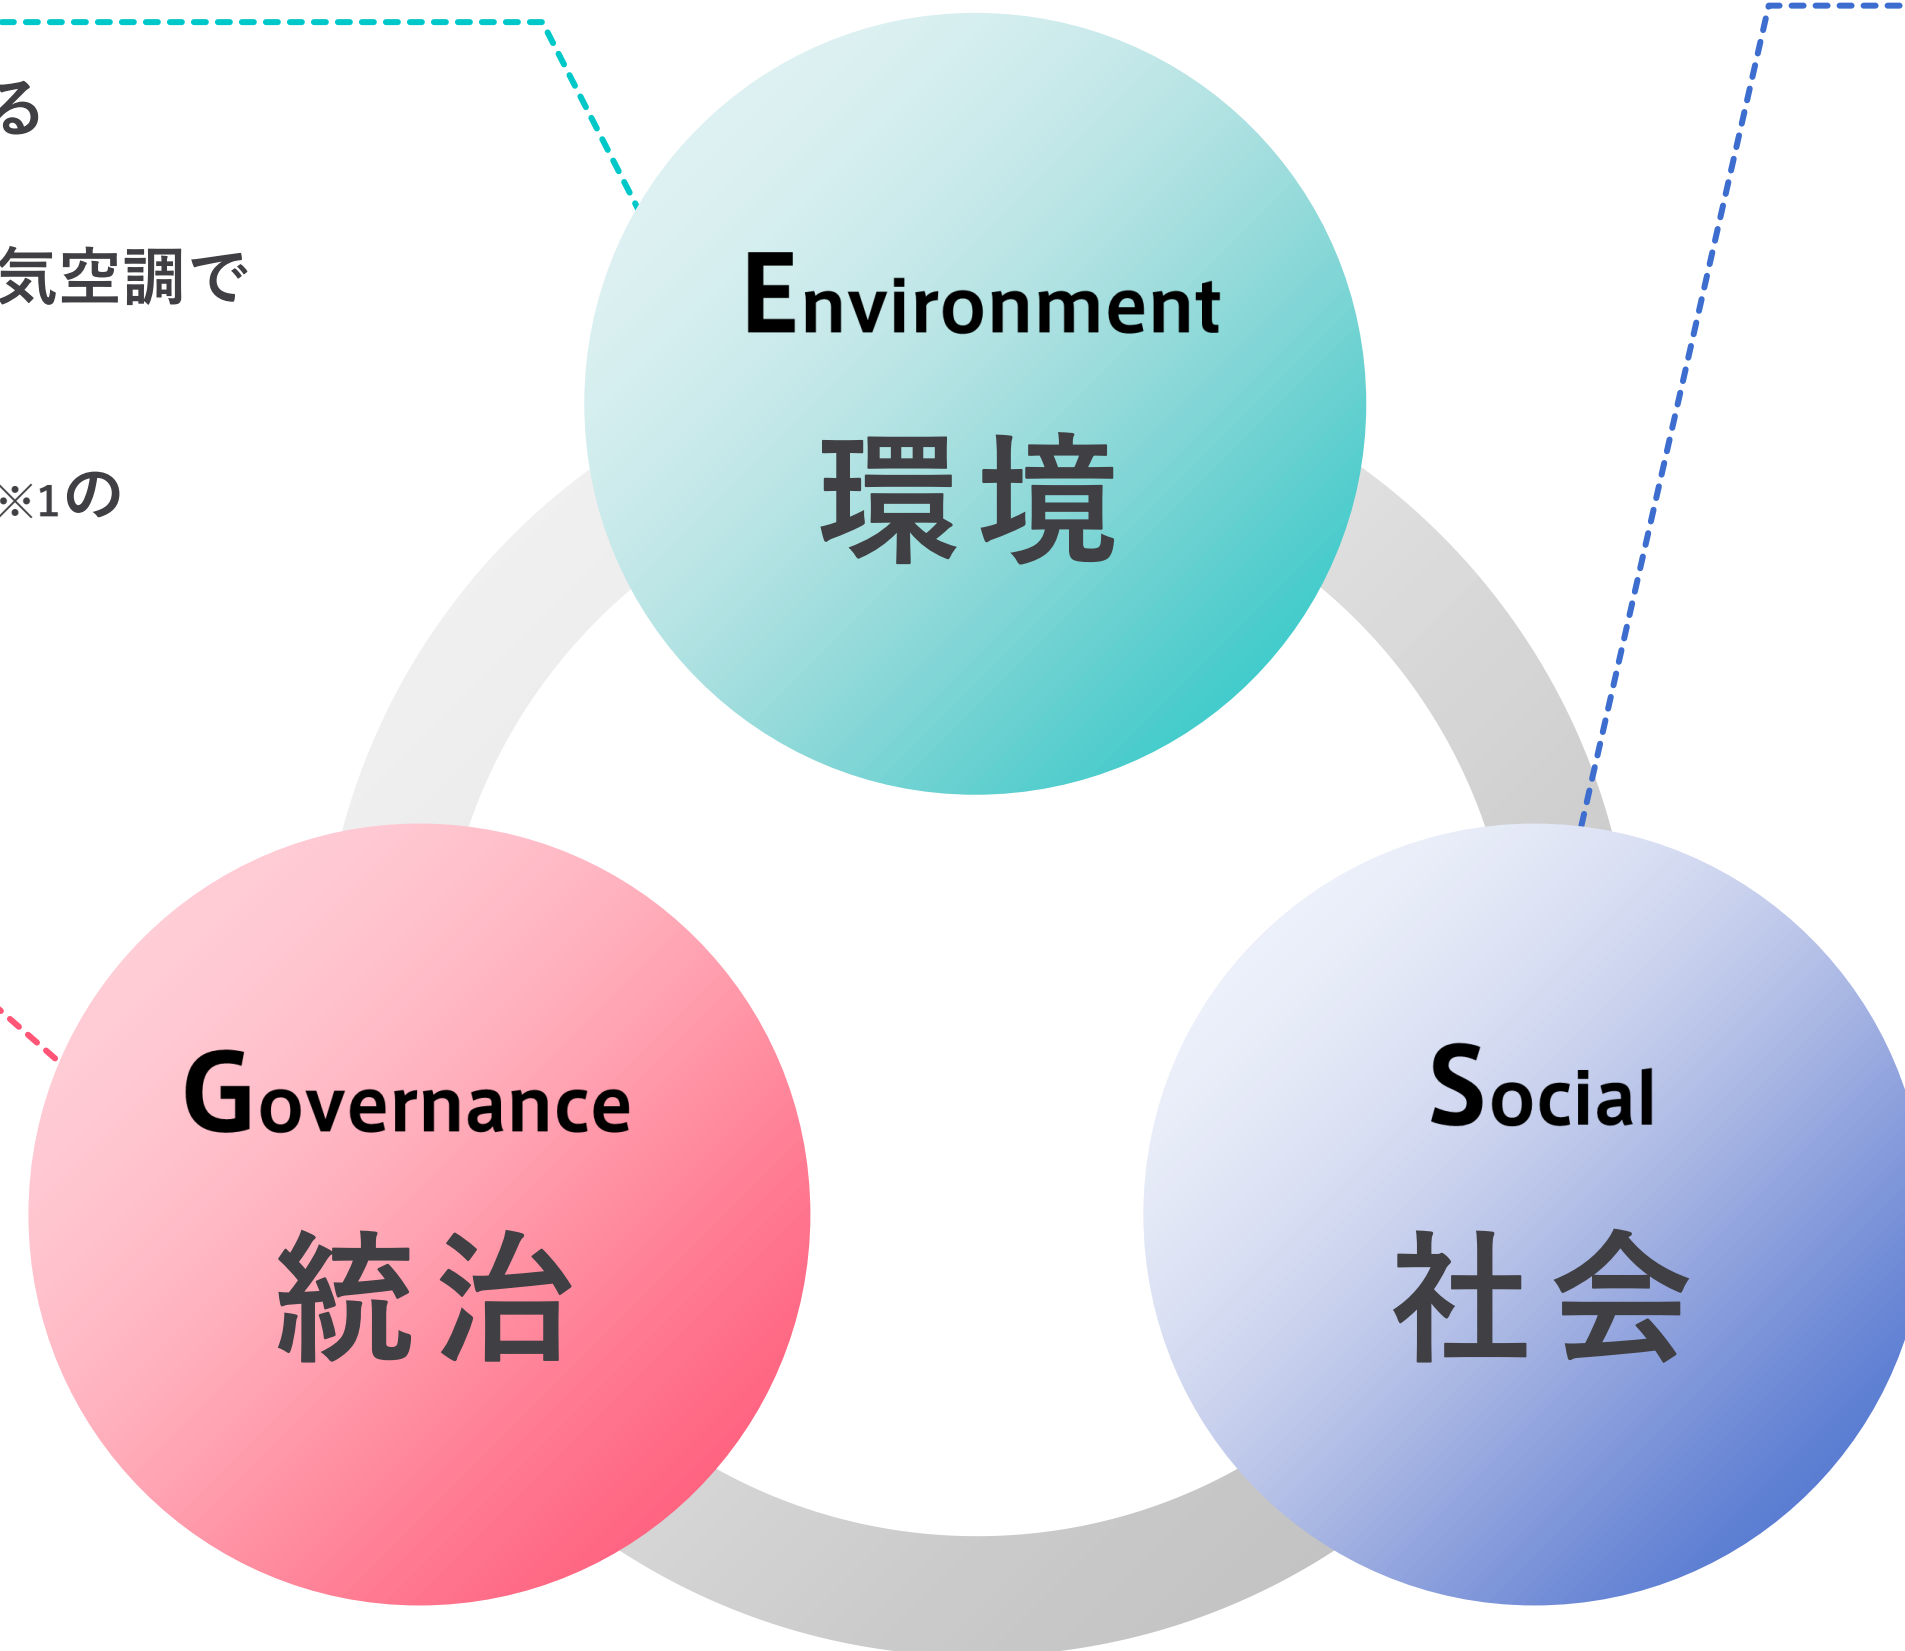 る
気空調で
※1の
Environment
環境
Governance
統治
Social
社会